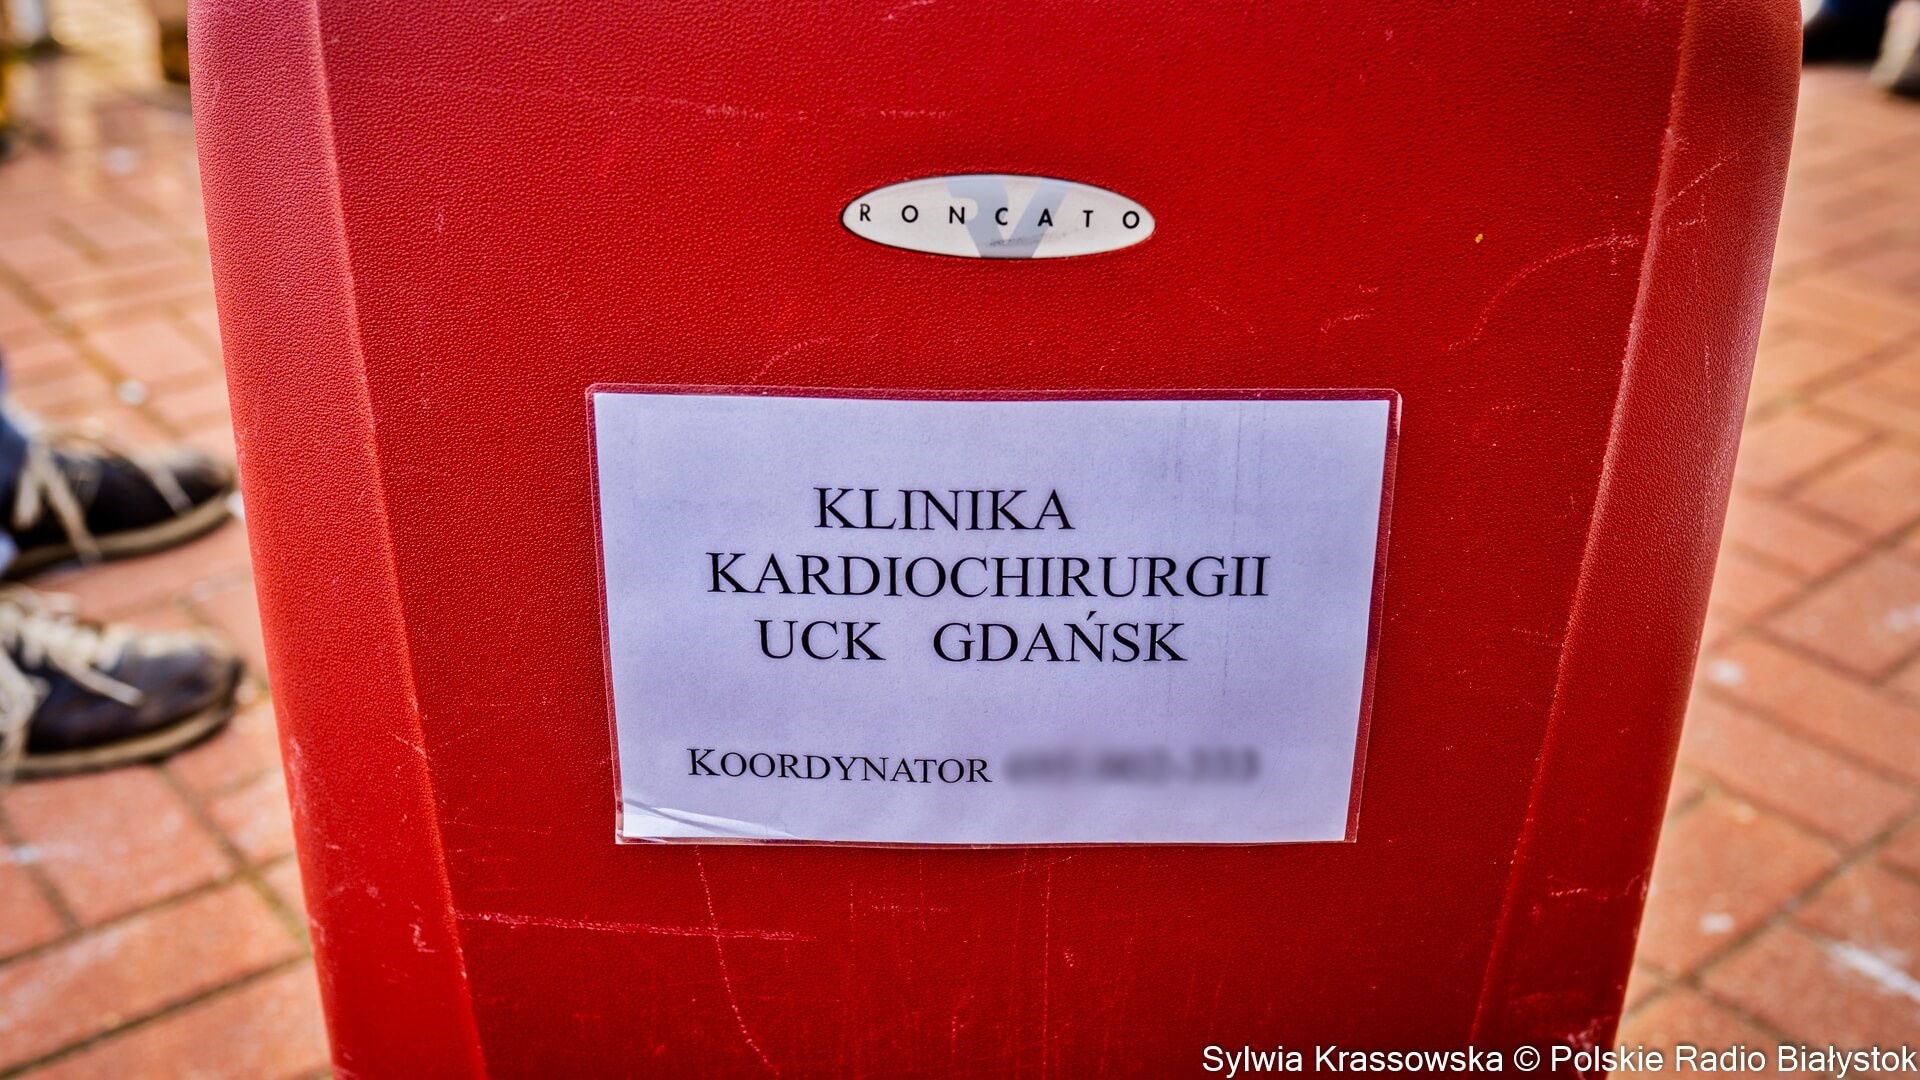 RONCATO
KLINIKA
KARDIOCHIRURGII
UCK GDAŃSK
KOORDYNATOR
Sylwia Krassowska © Polskie Radio Białystok